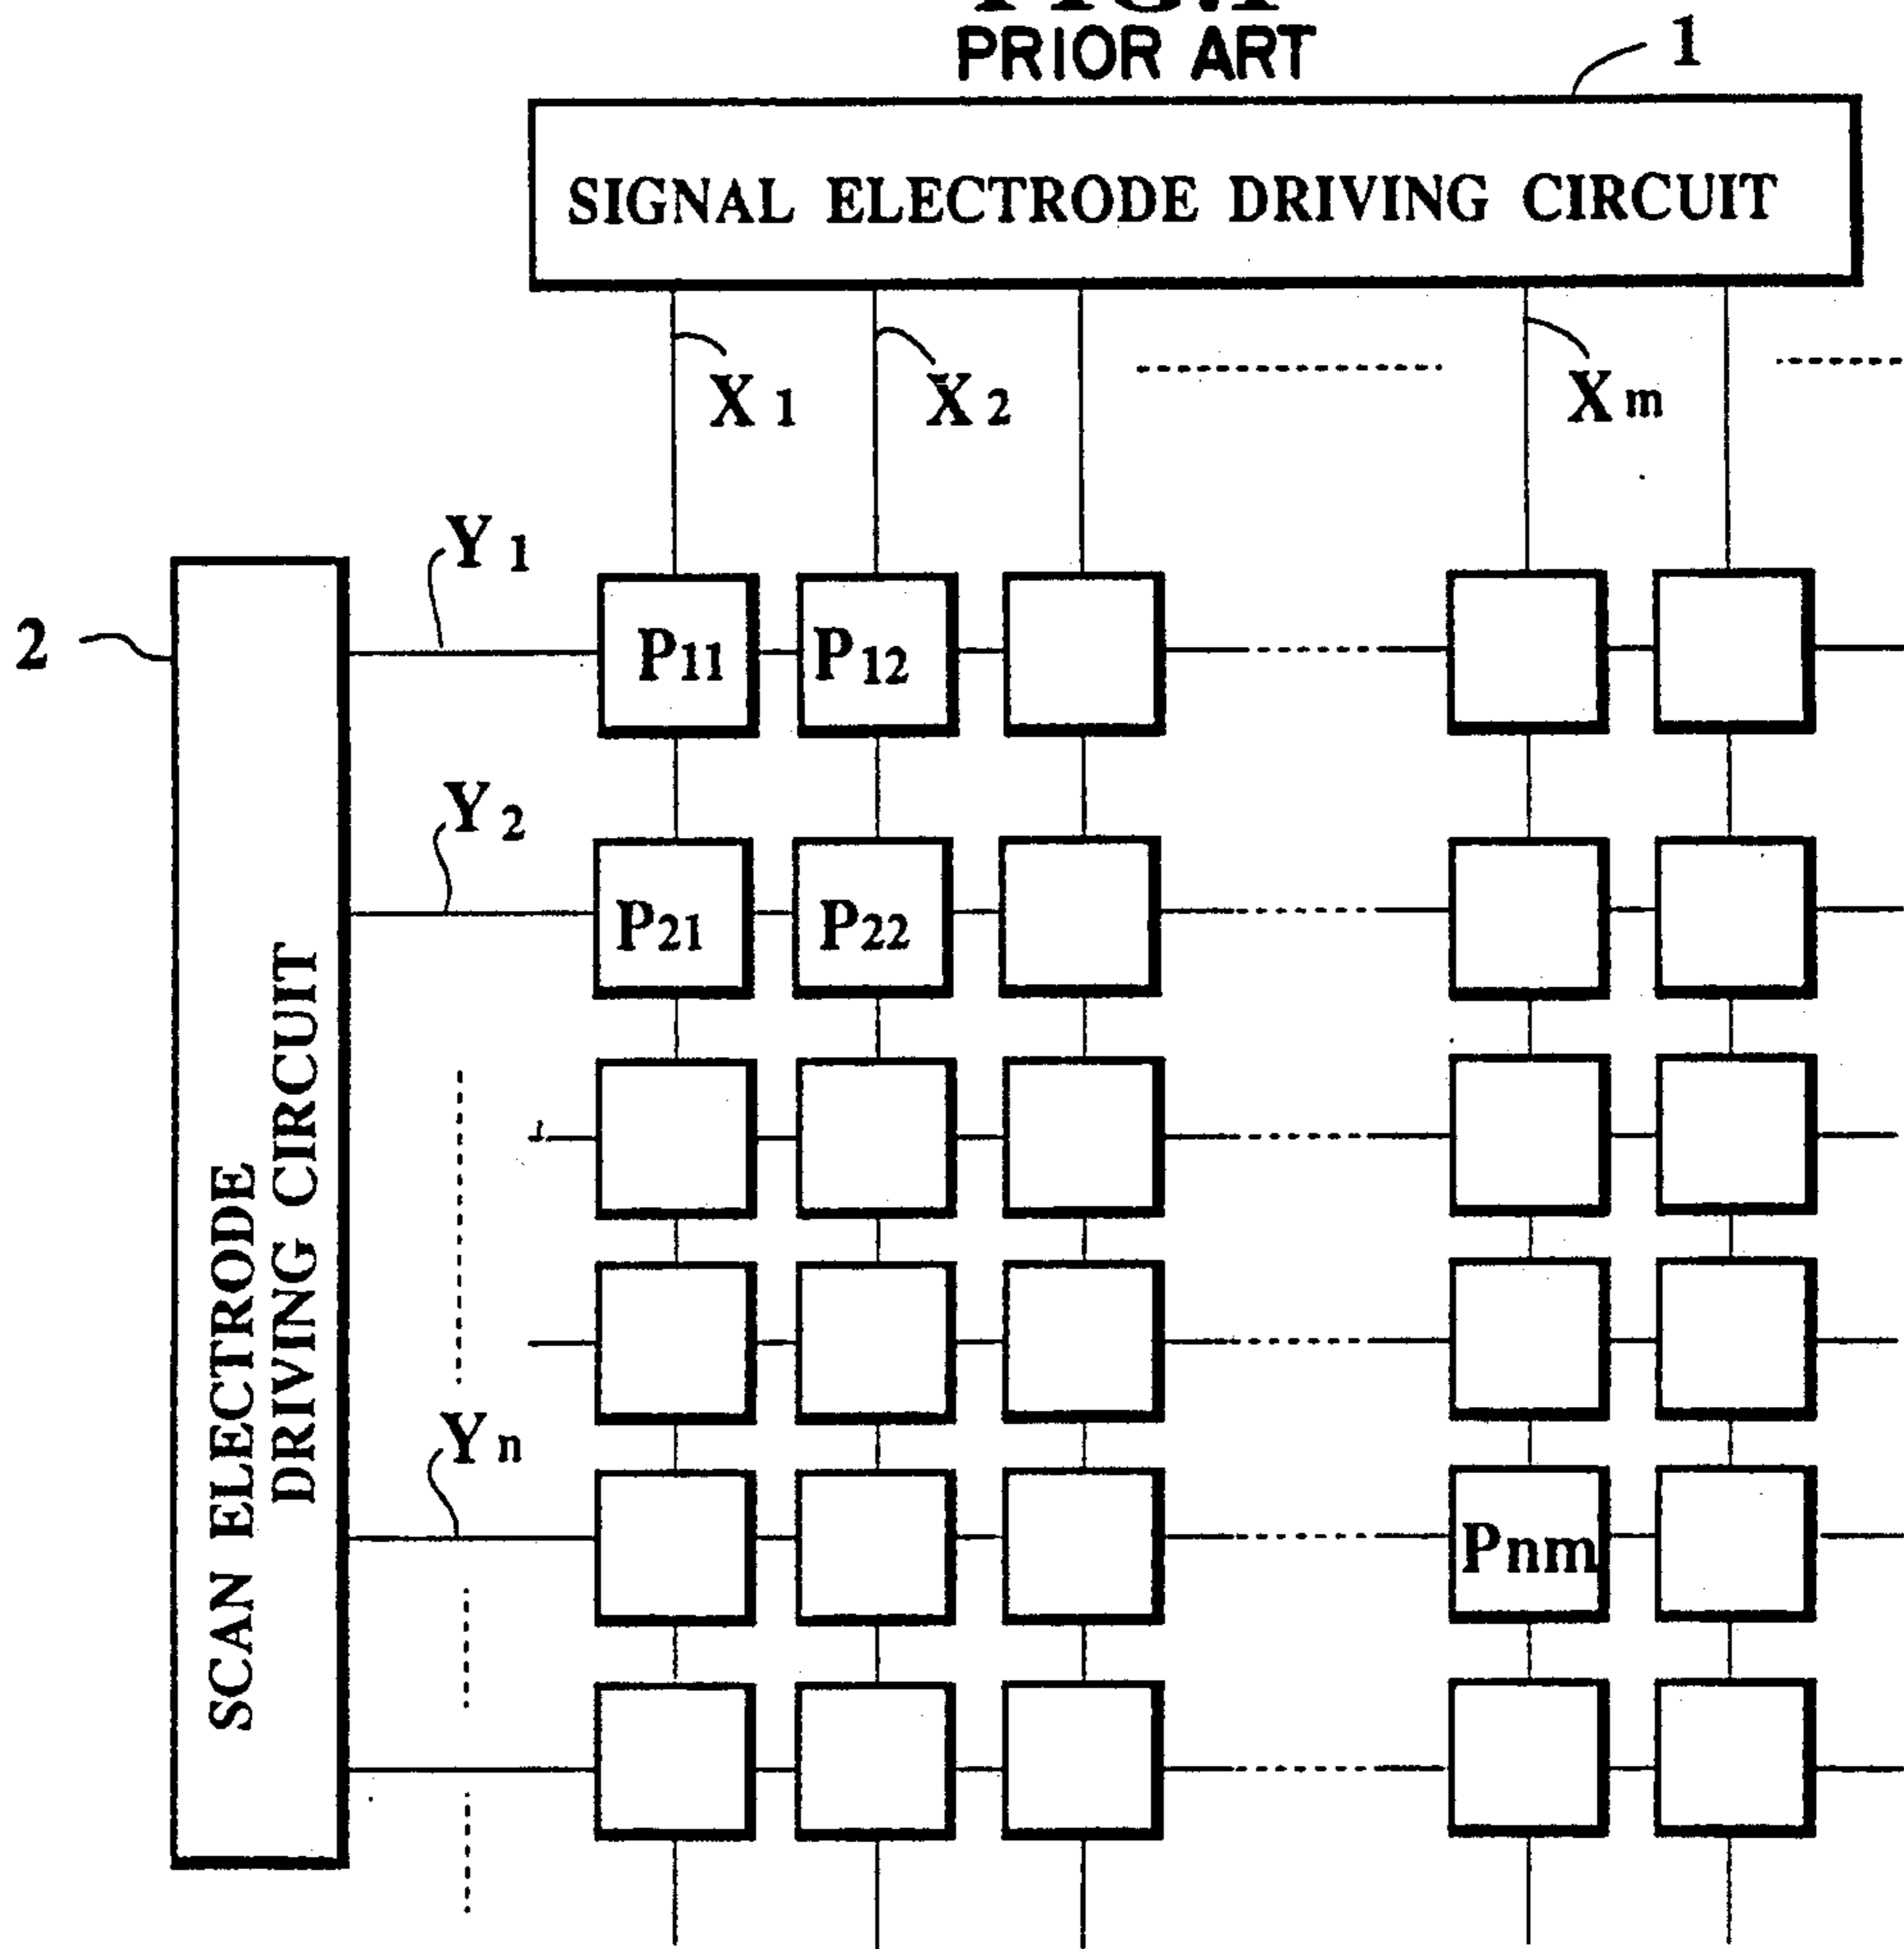 PRIOR ART
1
SIGNAL ELECTRODE DRIVING CIRCUIT
X1
X2
Xm
Y1
2
P11
P12
Y2
P21
P22
SCAN ELECTRODE
DRIVING CIRCUIT
Yn
Pnm